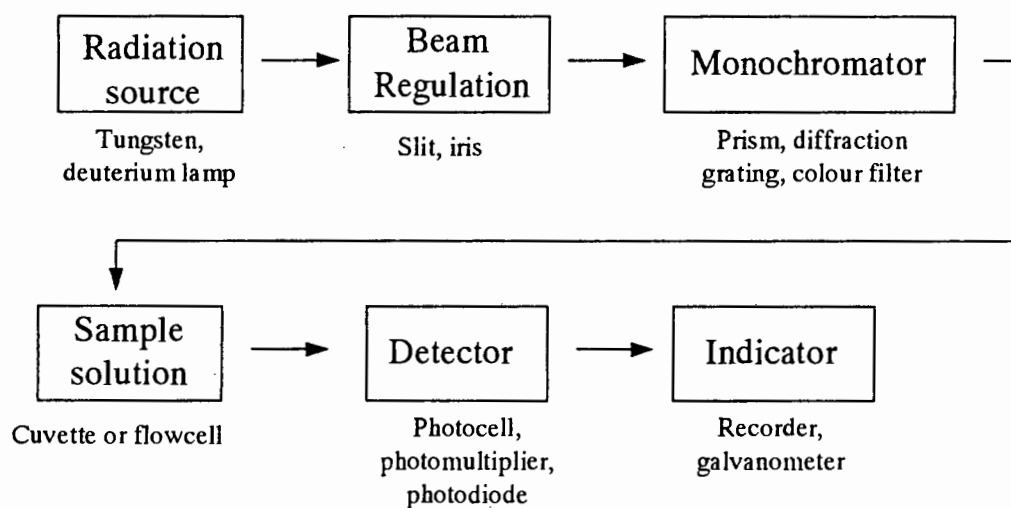 Radiation
source
Tungsten,
deuterium lamp
Beam
Regulation
Slit, iris
Monochromator
Prism, diffraction
grating, colour filter
Sample
solution
Cuvette or flowcell
Detector
Photocell,
photomultiplier,
photodiode
Indicator
Recorder,
galvanometer